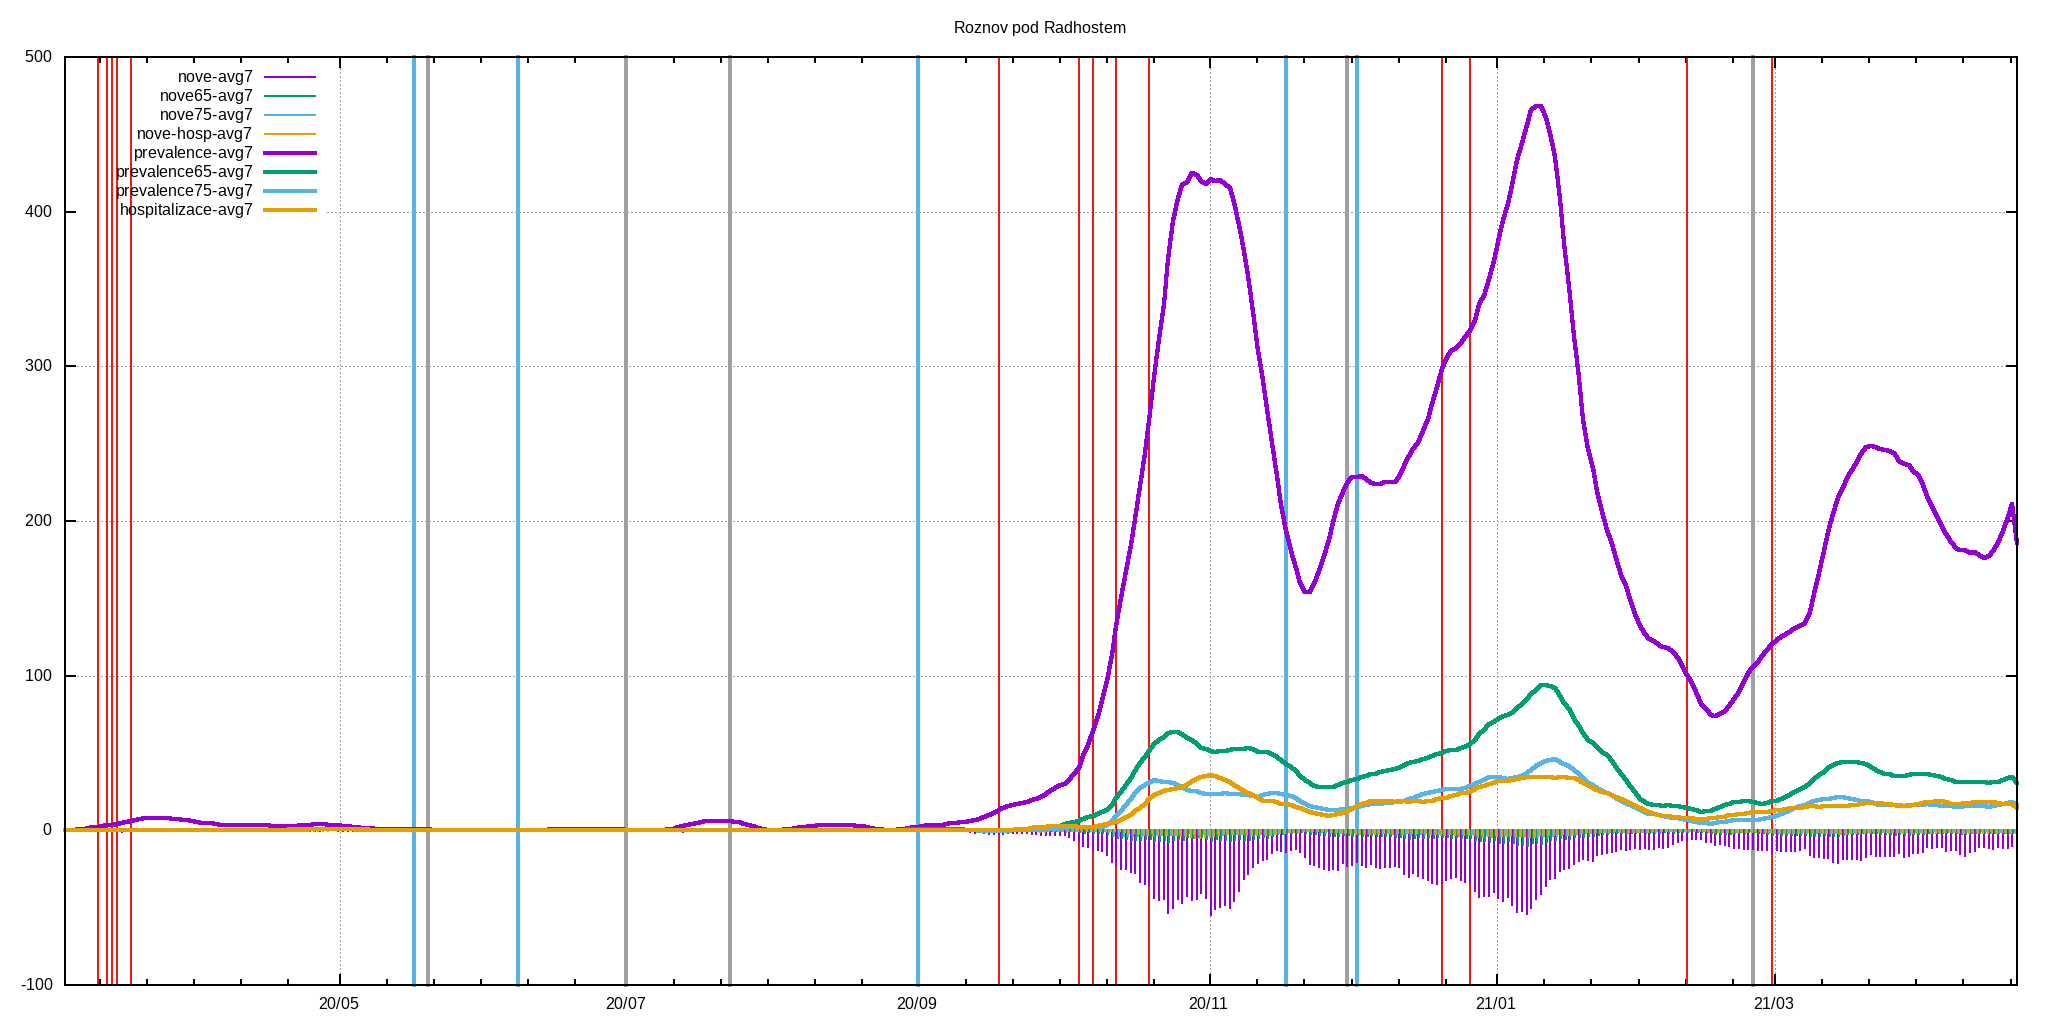 Roznov pod Radhostem
500
400
300
200
100
0
-100
nove-avg7
nove65-avg7
nove75-avg7
nove-hosp-avg7
prevalence-avg7
prevalence65-avg7
prevalence75-avg7
hospitalizace-avg7
20/05
20/07
20/09
20/11
21/01
21/03